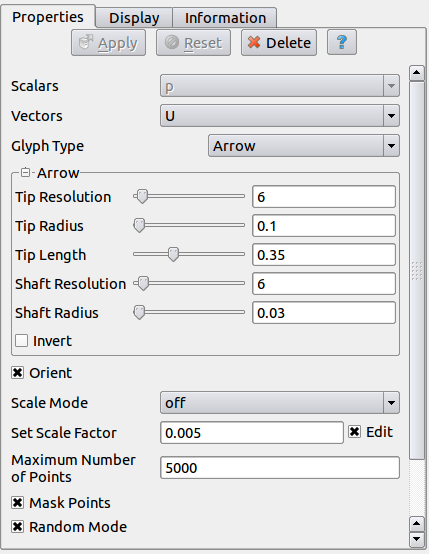 Properties Display Information
Apply Reset Delete ?
Scalars p
Vectors U
Glyph Type Arrow
Arrow
Tip Resolution 6
Tip Radius 0.1
Tip Length 0.35
Shaft Resolution 6
Shaft Radius 0.03
Invert
Orient
Scale Mode off
Set Scale Factor 0.005 Edit
Maximum Number
of Points 5000
Mask Points
Random Mode